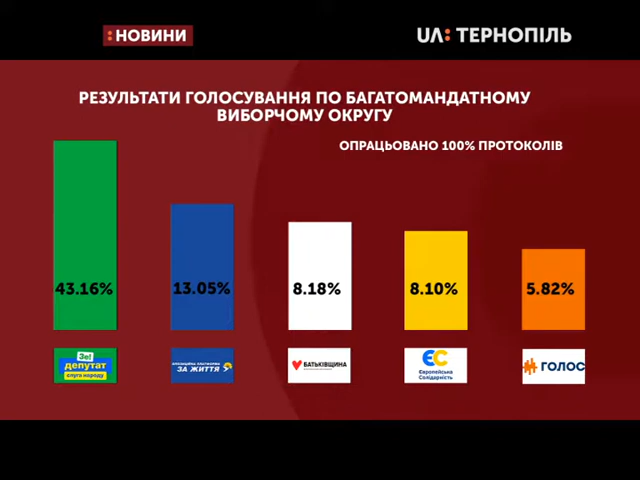 : НОВИНИ
UA: ТЕРНОПІЛЬ
РЕЗУЛЬТАТИ ГОЛОСУВАННЯ ПО БАГАТОМАНДАТНОМУ
ВИБОРЧОМУ ОКРУГУ
ОПРАЦЬОВАНО 100% ПРОТОКОЛІВ
43.16%
13.05%
8.18%
8.10%
5.82%
Зе!
депутат
слуга народу
ЗА ЖИТТЯ
БАТЬКІВЩИНА
ЄС
Європейська
Солідарність
ГОЛОС